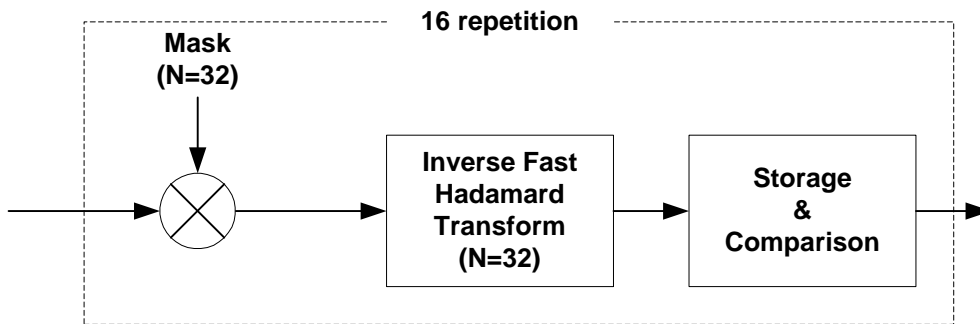 16 repetition
Mask
(N=32)
Inverse Fast
Hadamard
Transform
(N=32)
Storage
&
Comparison